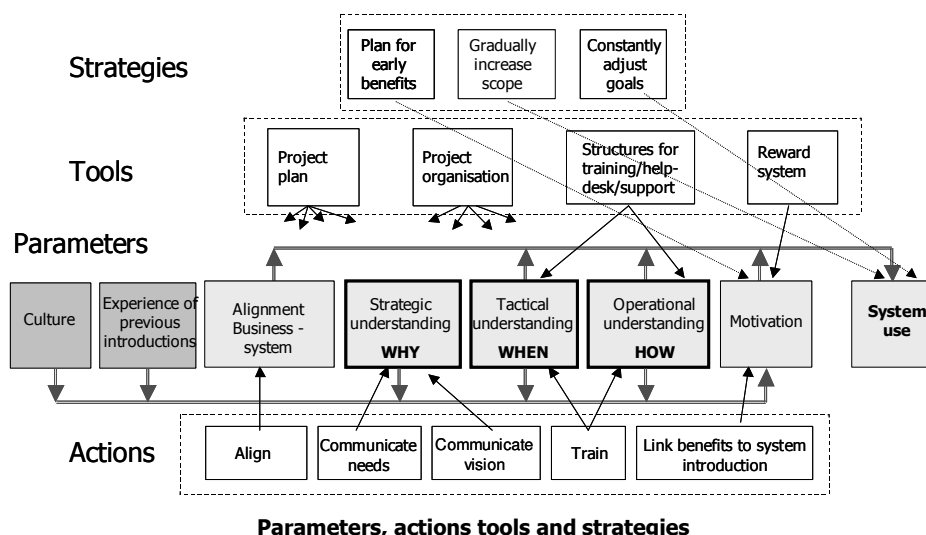 Strategies
Plan for
early
benefits
Gradually
increase
scope
Constantly
adjust
goals
Tools
Project
plan
Project
organisation
Structures for
training/help-
desk/support
Reward
system
Parameters
Culture
Experience of
previous
introductions
Alignment
Business -
system
Strategic
understanding
WHY
Tactical
understanding
WHEN
Operational
understanding
HOW
Motivation
System
use
Actions
Align
Communicate
needs
Communicate
vision
Train
Link benefits to system
introduction
Parameters, actions tools and strategies